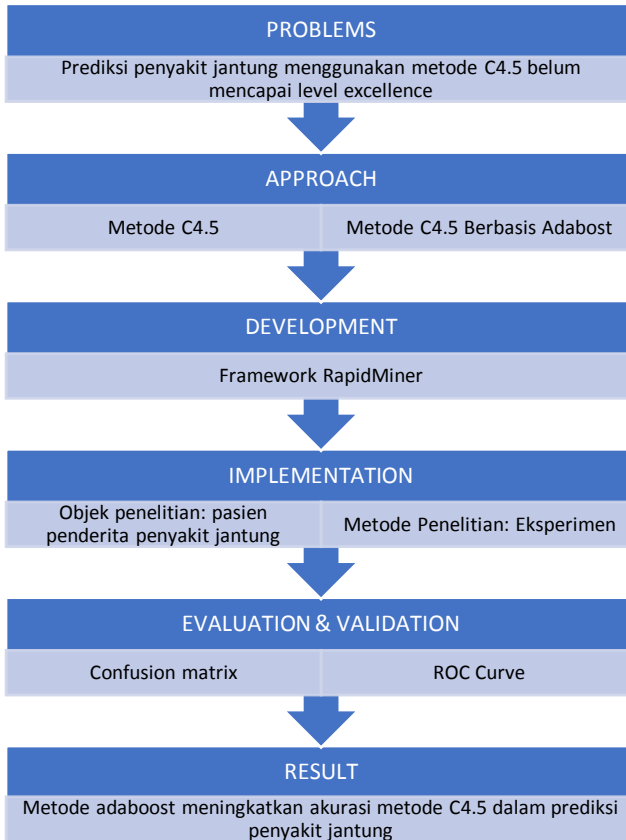 PROBLEMS
Prediksi penyakit jantung menggunakan metode C4.5 belum
mencapai level excellence
APPROACH
Metode C4.5
Metode C4.5 Berbasis Adabost
DEVELOPMENT
Framework RapidMiner
IMPLEMENTATION
Objek penelitian: pasien
penderita penyakit jantung
Metode Penelitian: Eksperimen
EVALUATION & VALIDATION
Confusion matrix
ROC Curve
RESULT
Metode adaboost meningkatkan akurasi metode C4.5 dalam prediksi
penyakit jantung